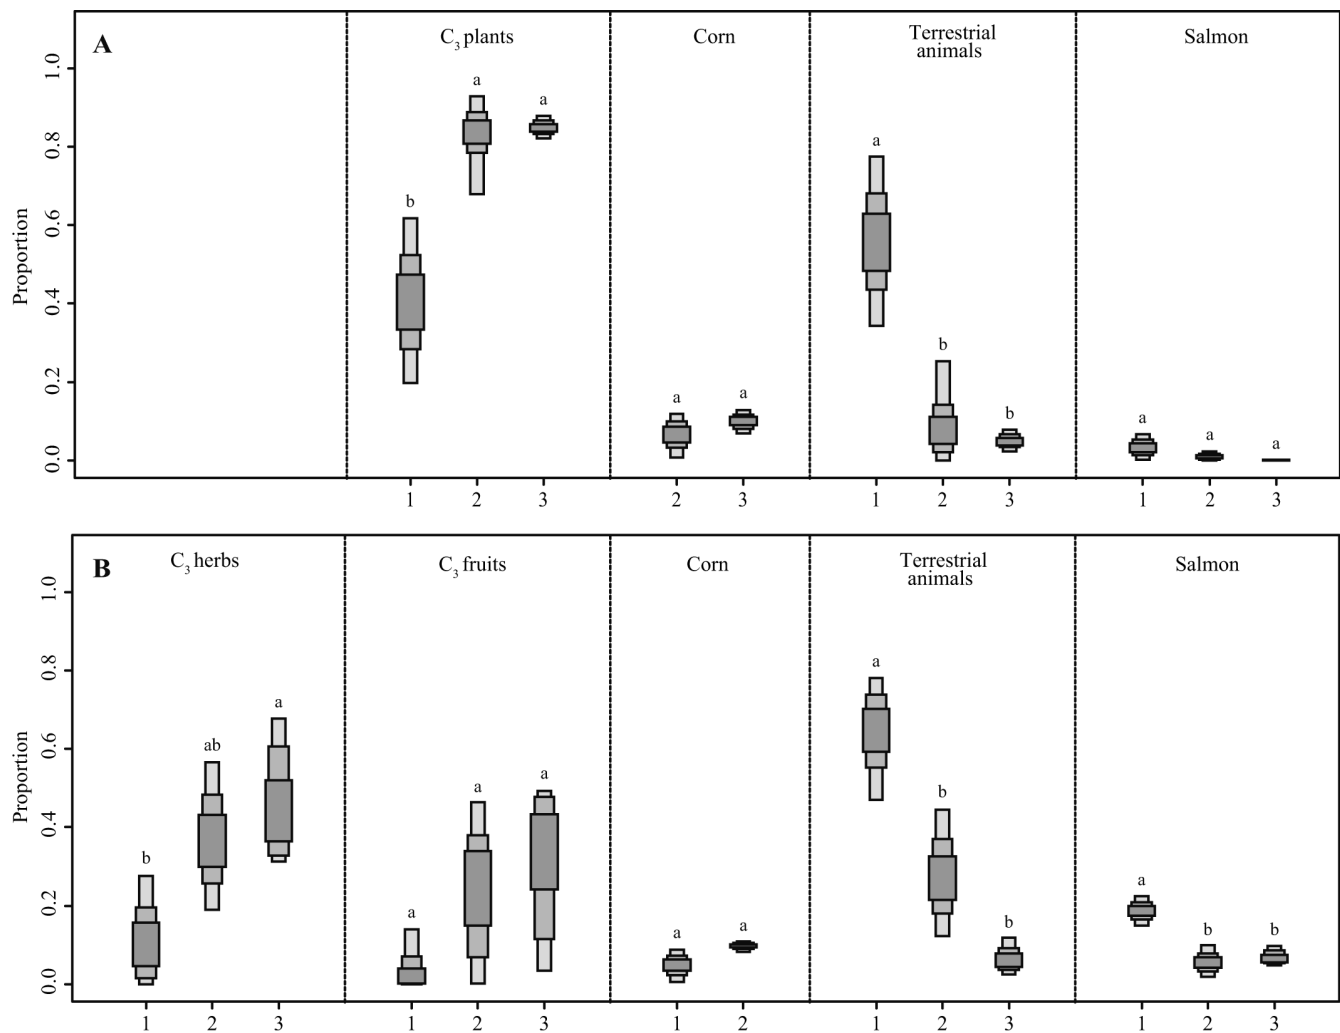 A
C3 plants
Corn
Terrestrial
animals
Salmon
Proportion
1.0
0.8
0.6
0.4
0.2
0.0
b
a
a
a
a
a
b
b
a
a
a
1 2 3
2 3
1 2 3
1 2 3
B
C3 herbs
C3 fruits
Corn
Terrestrial
animals
Salmon
Proportion
1.0
0.8
0.6
0.4
0.2
0.0
b
ab
a
a
a
a
a
a
a
b
b
a
b
b
1 2 3
1 2 3
1 2
1 2 3
1 2 3